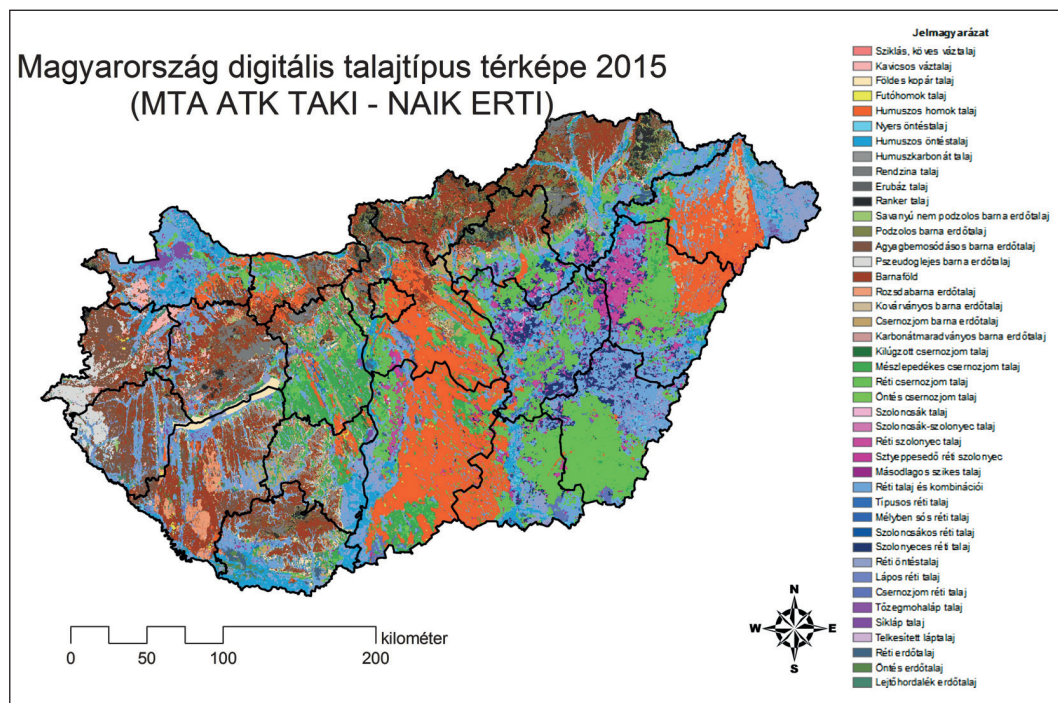 Magyarország digitális talajtípus térképe 2015
(MTA ATK TAKI - NAIK ERTI)
Jelmagyarázat
Sziklás, köves váztalaj
Kavicsos váztalaj
Földes kopár talaj
Futóhomok talaj
Humuszos homok talaj
Nyers öntéstalaj
Humuszos öntéstalaj
Humuszkarbonát talaj
Rendzina talaj
Erubáz talaj
Ranker talaj
Savanyú nem podzolos barna erdőtalaj
Podzolos barna erdőtalaj
Agyagbemosódásos barna erdőtalaj
Pszeudoglejes barna erdőtalaj
Barnaföld
Rozsdabarna erdőtalaj
Kovárványos barna erdőtalaj
Csernozjom barna erdőtalaj
Karbonátmaradványos barna erdőtalaj
Kilúgzott csernozjom talaj
Mészlepedékes csernozjom talaj
Réti csernozjom talaj
Öntés csernozjom talaj
Szoloncsák talaj
Szoloncsák-szolonyec talaj
Réti szolonyec talaj
Sztyeppesedő réti szolonyec
Másodlagos szikes talaj
Réti talaj és kombinációi
Típusos réti talaj
Mélyben sós réti talaj
Szoloncsákos réti talaj
Szolonyeces réti talaj
Réti öntéstalaj
Lápos réti talaj
Csernozjom réti talaj
Tőzegmohaláp talaj
Síkláp talaj
Telkesített láptalaj
Réti erdőtalaj
Öntés erdőtalaj
Lejtőhordalék erdőtalaj
N
W E
S
kilométer
0 50 100 200